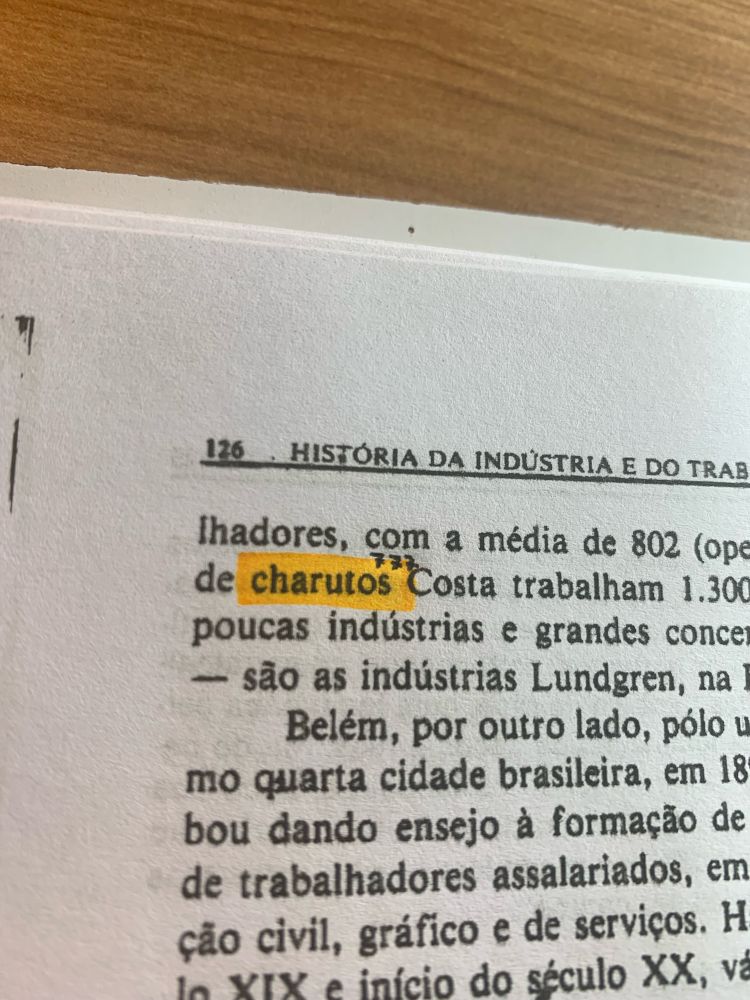 126 . HISTÓRIA DA INDÚSTRIA E DO TRAB
lhadores, com a média de 802 (ope
777
de charutos Costa trabalham 1.300
poucas indústrias e grandes concen
— são as indústrias Lundgren, na
Belém, por outro lado, pólo u
mo quarta cidade brasileira, em 18
bou dando ensejo à formação de
de trabalhadores assalariados, em
ção civil, gráfico e de serviços. H
lo XIX e início do século XX, vá